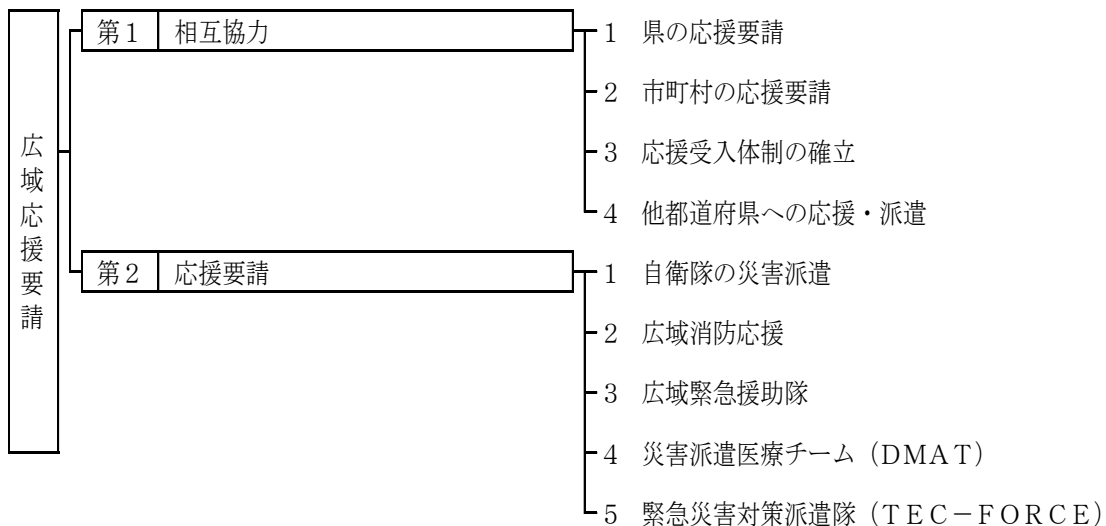 広域応援要請
第1 相互協力
1 県の応援要請
2 市町村の応援要請
3 応援受入体制の確立
4 他都道府県への応援・派遣
第2 応援要請
1 自衛隊の災害派遣
2 広域消防応援
3 広域緊急援助隊
4 災害派遣医療チーム（DMAT）
5 緊急災害対策派遣隊（TEC－FORCE）